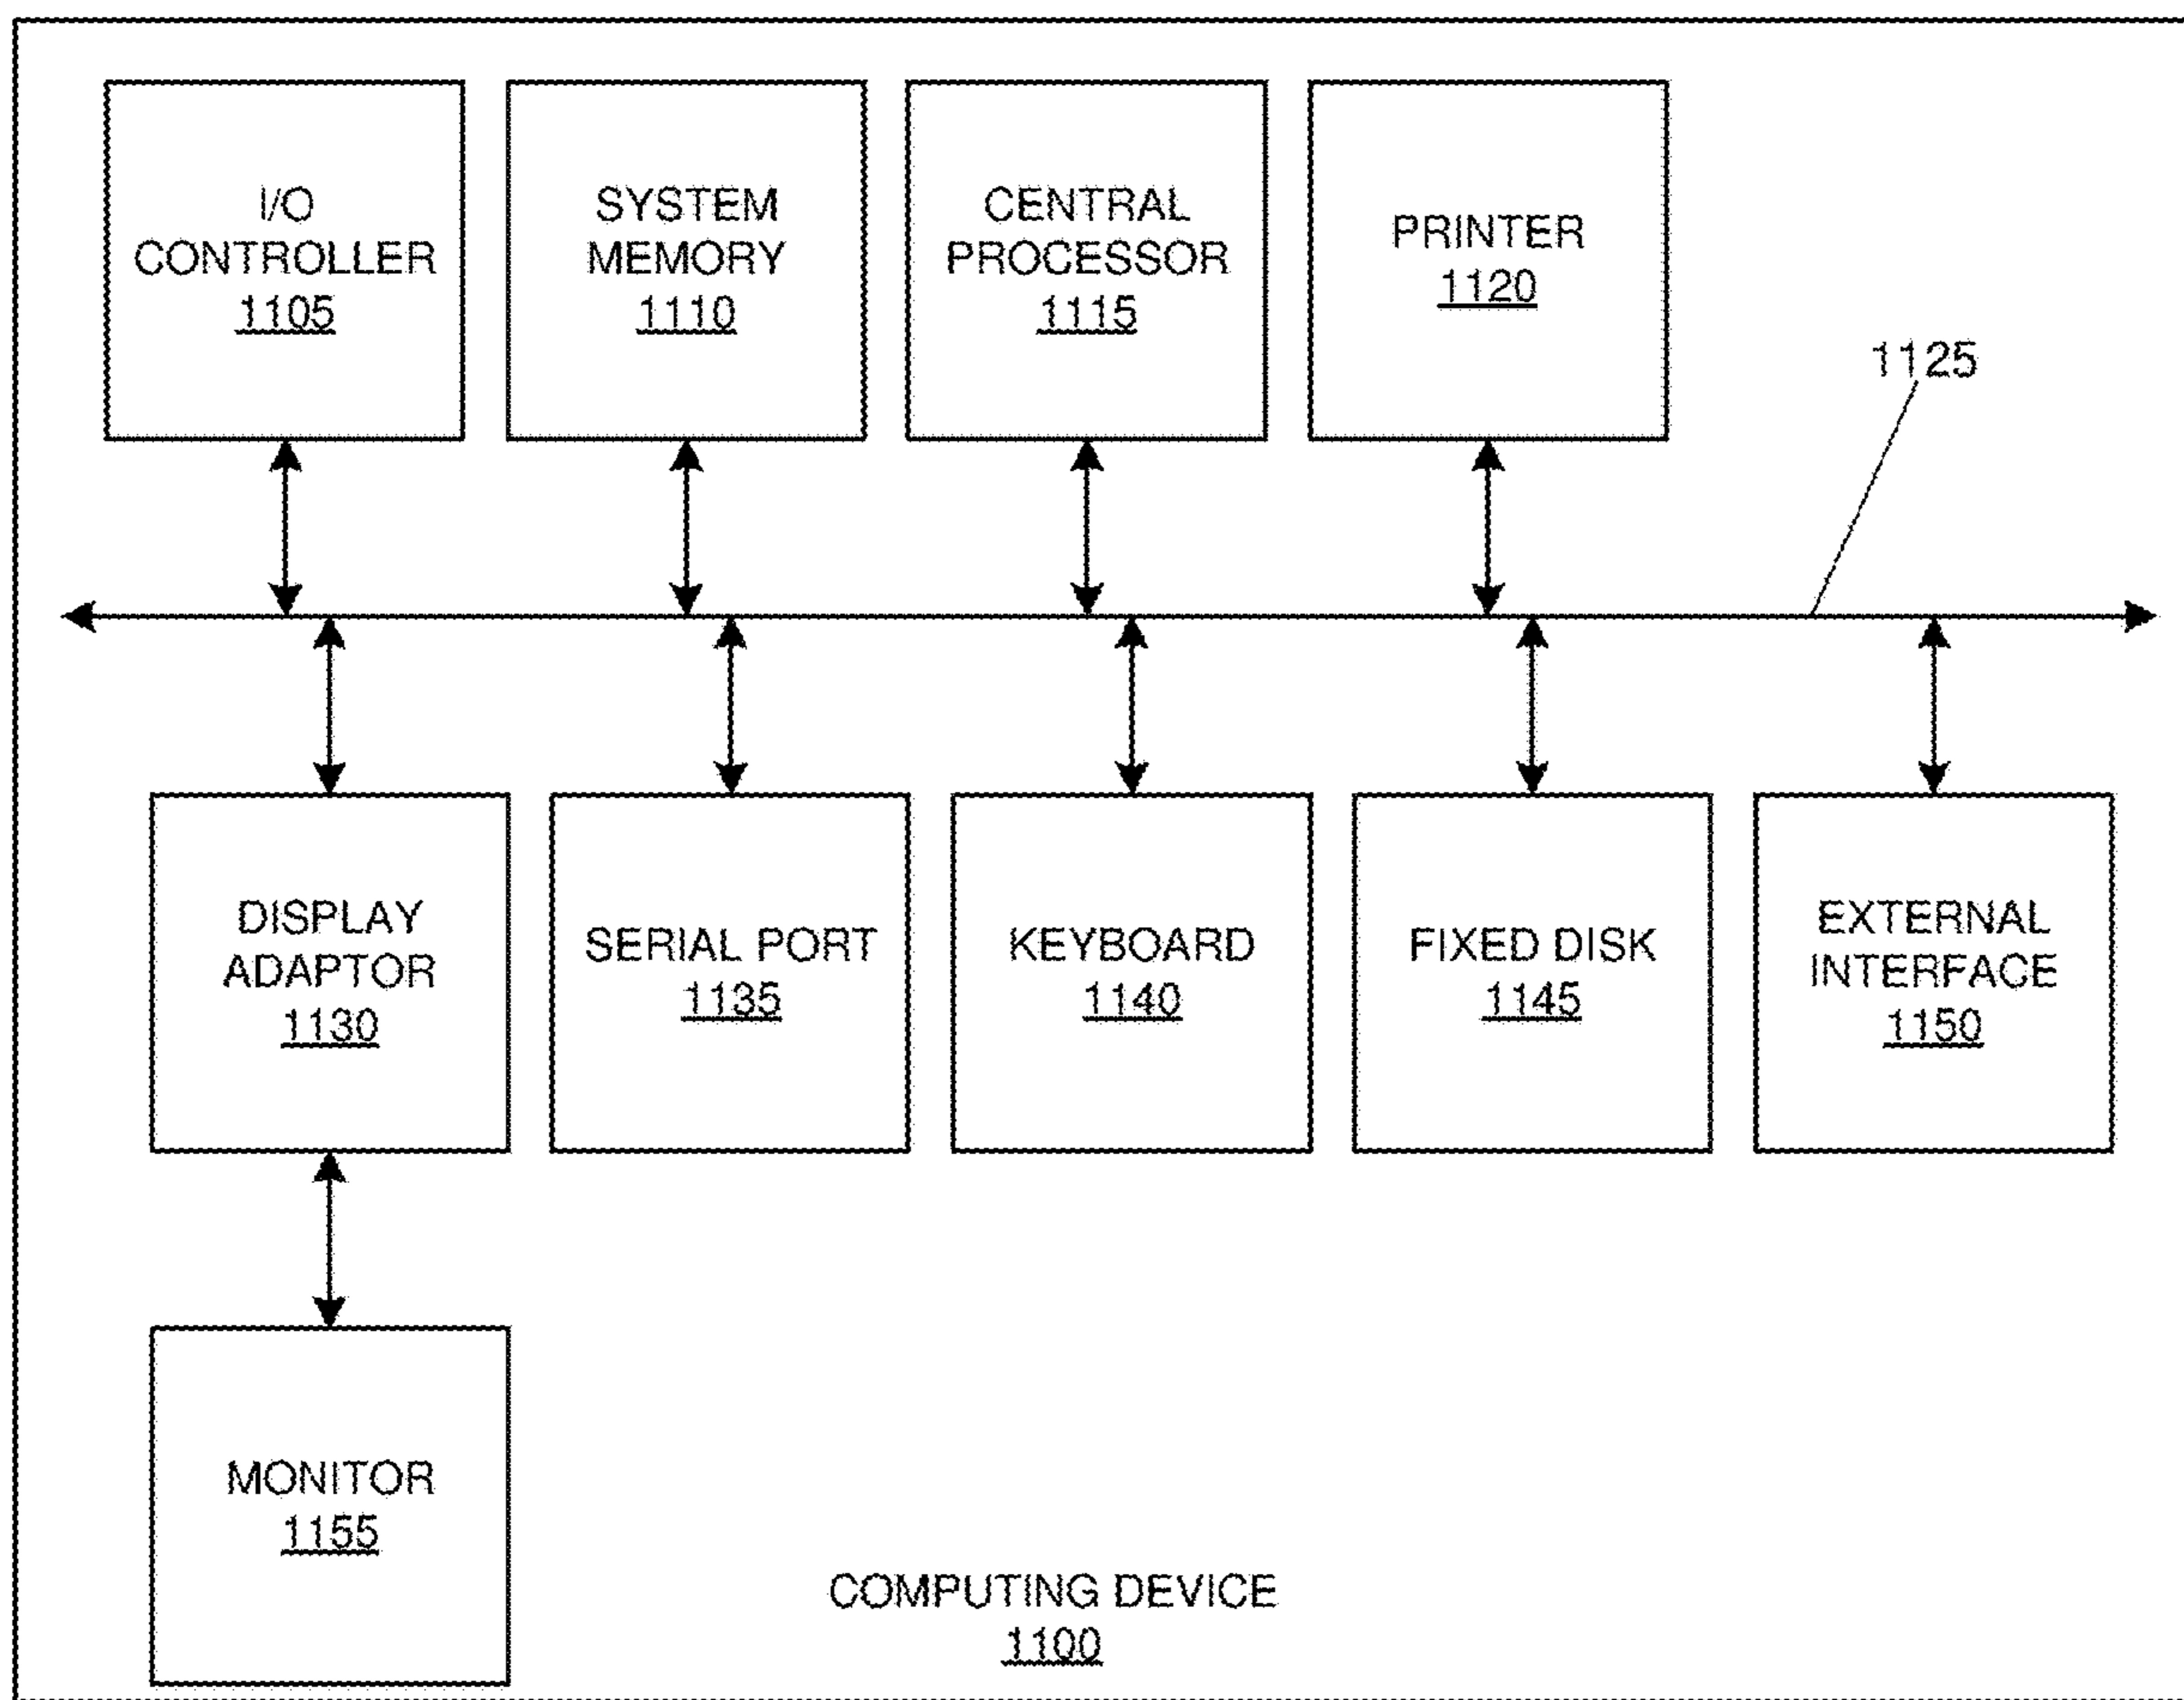 I/O
CONTROLLER
1105
SYSTEM
MEMORY
1110
CENTRAL
PROCESSOR
1115
PRINTER
1120
1125
DISPLAY
ADAPTOR
1130
SERIAL PORT
1135
KEYBOARD
1140
FIXED DISK
1145
EXTERNAL
INTERFACE
1150
MONITOR
1155
COMPUTING DEVICE
1100